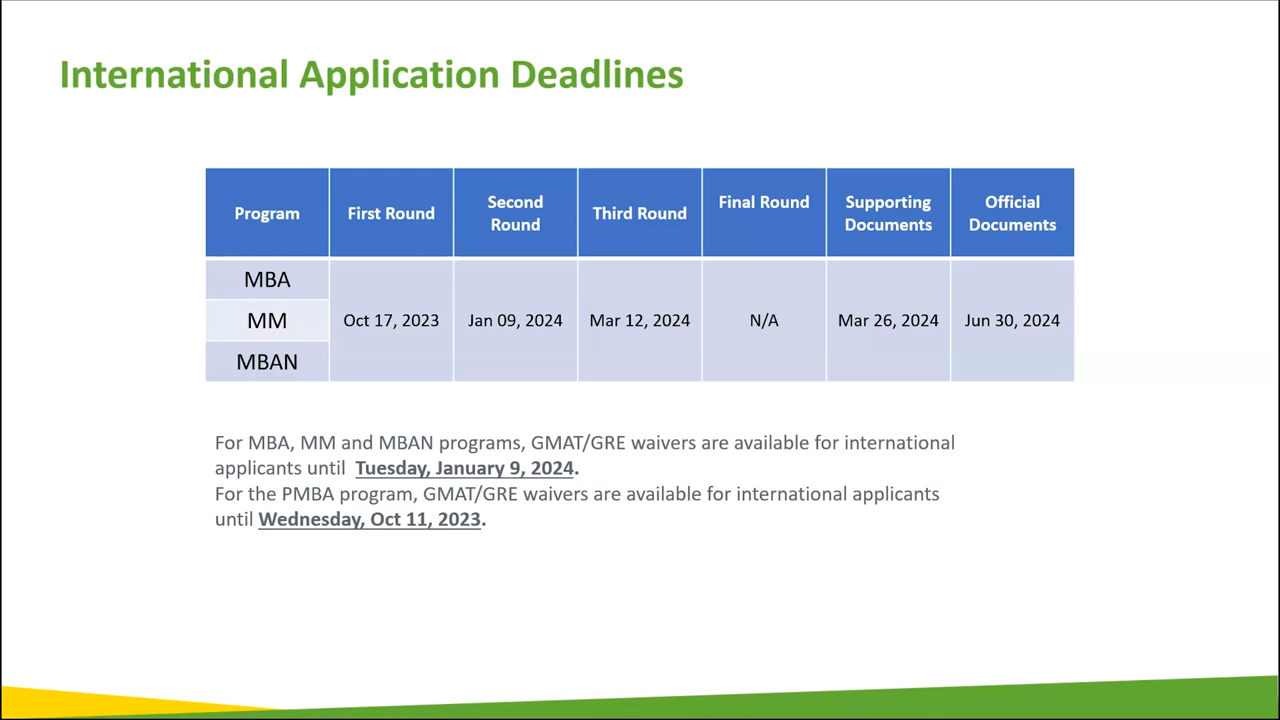 International Application Deadlines
Program
First Round
Second
Round
Third Round
Final Round
Supporting
Documents
Official
Documents
MBA
MM
MBAN
Oct 17, 2023
Jan 09, 2024
Mar 12, 2024
N/A
Mar 26, 2024
Jun 30, 2024
For MBA, MM and MBAN programs, GMAT/GRE waivers are available for international
applicants until Tuesday, January 9, 2024.
For the PMBA program, GMAT/GRE waivers are available for international applicants
until Wednesday, Oct 11, 2023.